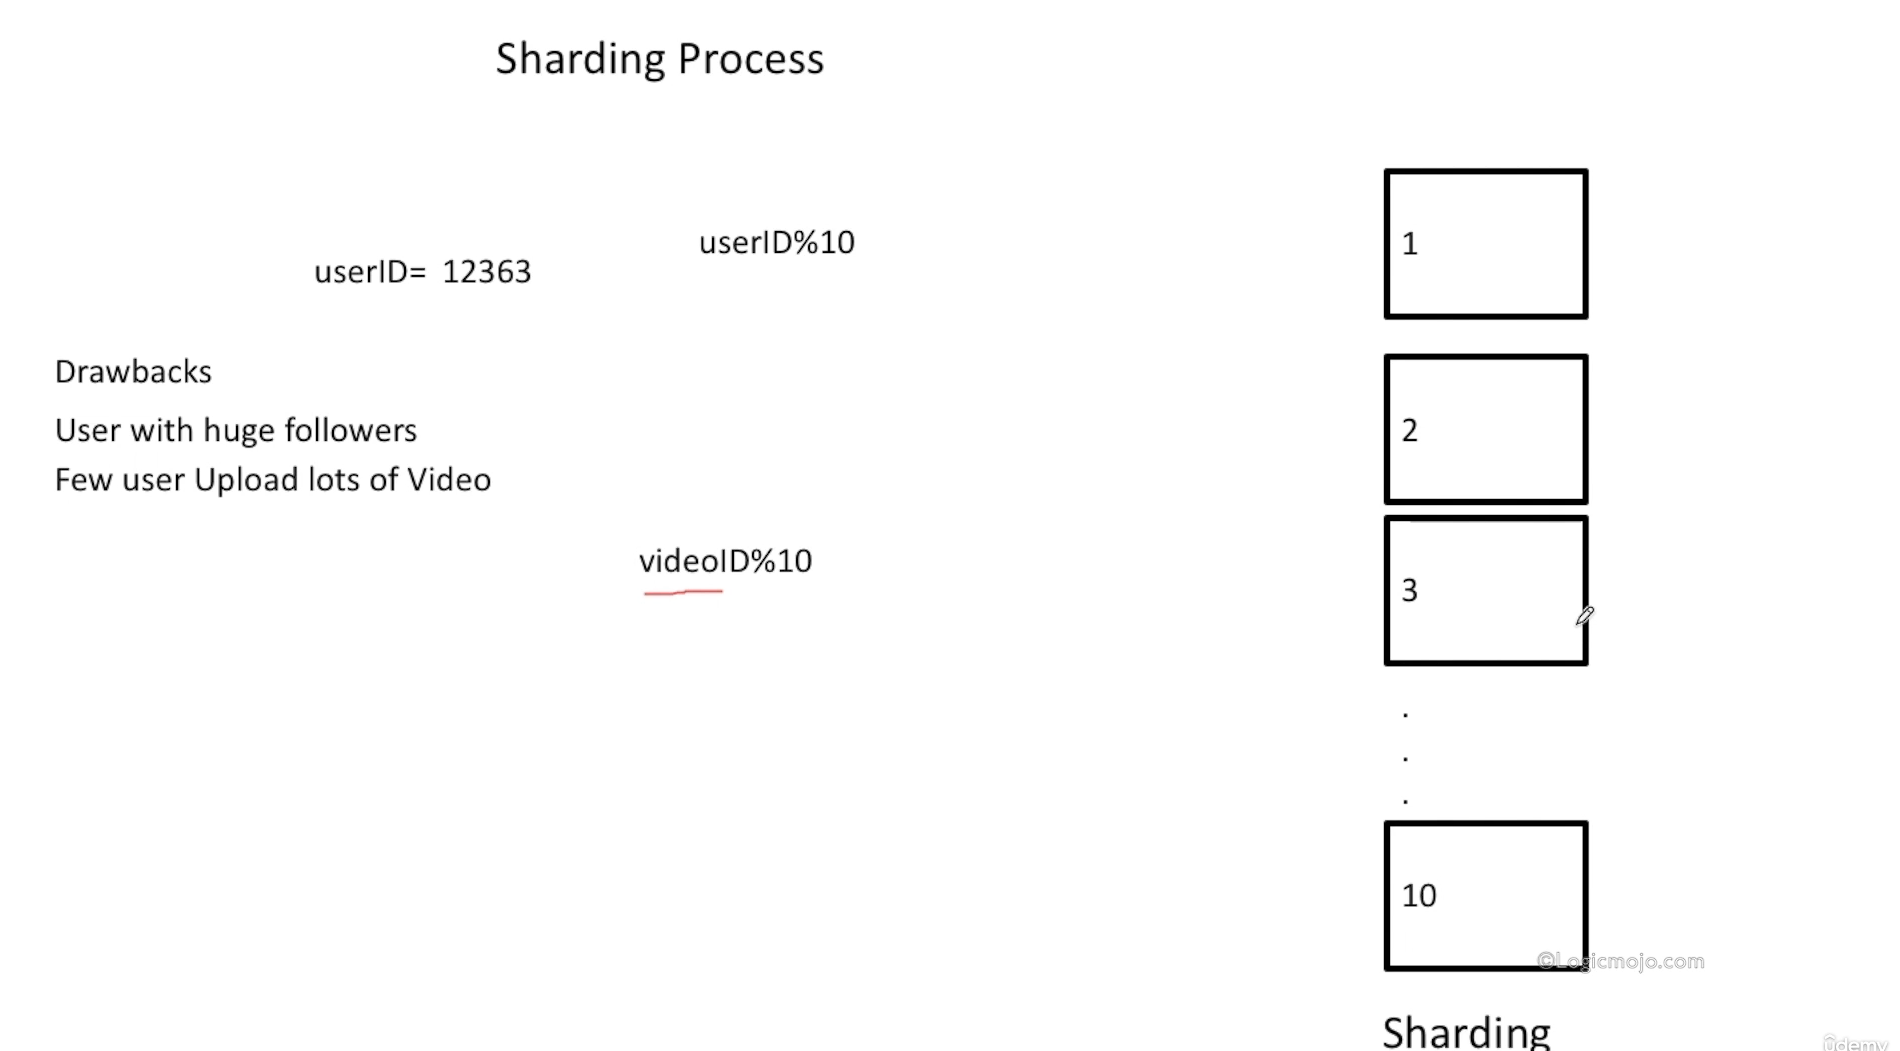 Sharding Process
userID%10
userID= 12363
Drawbacks
User with huge followers
Few user Upload lots of Video
videoID%10
1
2
3
.
.
.
10
©Logicmojo.com
Sharding
ûdemy